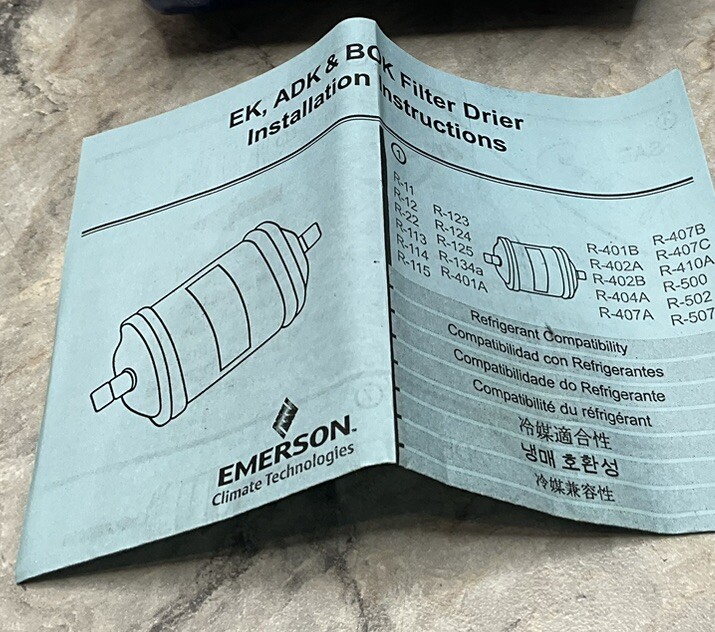 EK, ADK & BOK Filter Drier
Installation Instructions
EMERSON™
Climate Technologies
1
R-11
R-12
R-22
R-113
R-114
R-115
R-123
R-124
R-125
R-134a
R-401A
R-401B
R-402A
R-402B
R-404A
R-407A
R-407B
R-407C
R-410A
R-500
R-502
R-507
Refrigerant Compatibility
Compatibilidad con Refrigerantes
Compatibilidade do Refrigerante
Compatibilité du réfrigérant
冷媒適合性
냉매 호환성
冷媒兼容性